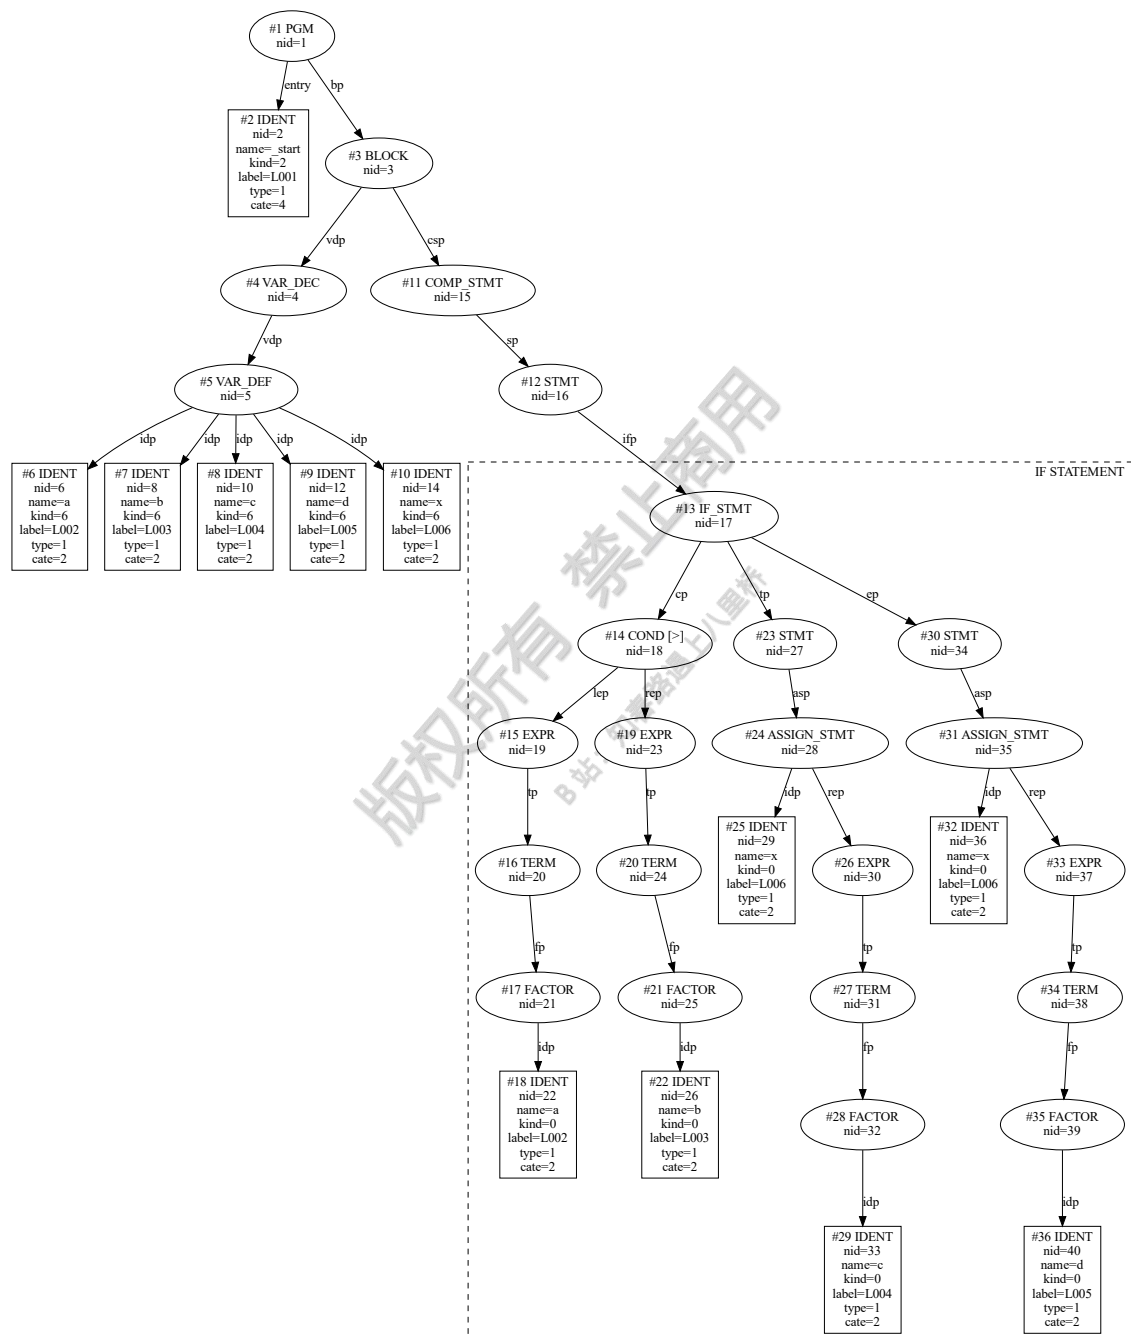 #1 PGM
nid=1
entry
bp
#2 IDENT
nid=2
name=_start
kind=2
label=L001
type=1
cate=4
#3 BLOCK
nid=3
vdp
csp
#4 VAR_DEC
nid=4
#11 COMP_STMT
nid=15
vdp
sp
#5 VAR_DEF
nid=5
#12 STMT
nid=16
idp
idp
idp
idp
idp
ifp
#6 IDENT
nid=6
name=a
kind=6
label=L002
type=1
cate=2
#7 IDENT
nid=8
name=b
kind=6
label=L003
type=1
cate=2
#8 IDENT
nid=10
name=c
kind=6
label=L004
type=1
cate=2
#9 IDENT
nid=12
name=d
kind=6
label=L005
type=1
cate=2
#10 IDENT
nid=14
name=x
kind=6
label=L006
type=1
cate=2
IF STATEMENT
#13 IF_STMT
nid=17
cp
tp
ep
#14 COND [>]
nid=18
#23 STMT
nid=27
#30 STMT
nid=34
lep
rep
asp
asp
#15 EXPR
nid=19
#19 EXPR
nid=23
#24 ASSIGN_STMT
nid=28
#31 ASSIGN_STMT
nid=35
tp
tp
idp
rep
idp
rep
#16 TERM
nid=20
#20 TERM
nid=24
#25 IDENT
nid=29
name=x
kind=0
label=L006
type=1
cate=2
#26 EXPR
nid=30
#32 IDENT
nid=36
name=x
kind=0
label=L006
type=1
cate=2
#33 EXPR
nid=37
fp
fp
tp
tp
#17 FACTOR
nid=21
#21 FACTOR
nid=25
#27 TERM
nid=31
#34 TERM
nid=38
idp
idp
fp
fp
#18 IDENT
nid=22
name=a
kind=0
label=L002
type=1
cate=2
#22 IDENT
nid=26
name=b
kind=0
label=L003
type=1
cate=2
#28 FACTOR
nid=32
#35 FACTOR
nid=39
idp
idp
#29 IDENT
nid=33
name=c
kind=0
label=L004
type=1
cate=2
#36 IDENT
nid=40
name=d
kind=0
label=L005
type=1
cate=2
版权所有 禁止商用
B 站 路遇上八里桥